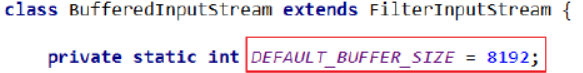 class BufferedInputStream extends FilterInputStream {
private static int DEFAULT_BUFFER_SIZE = 8192;